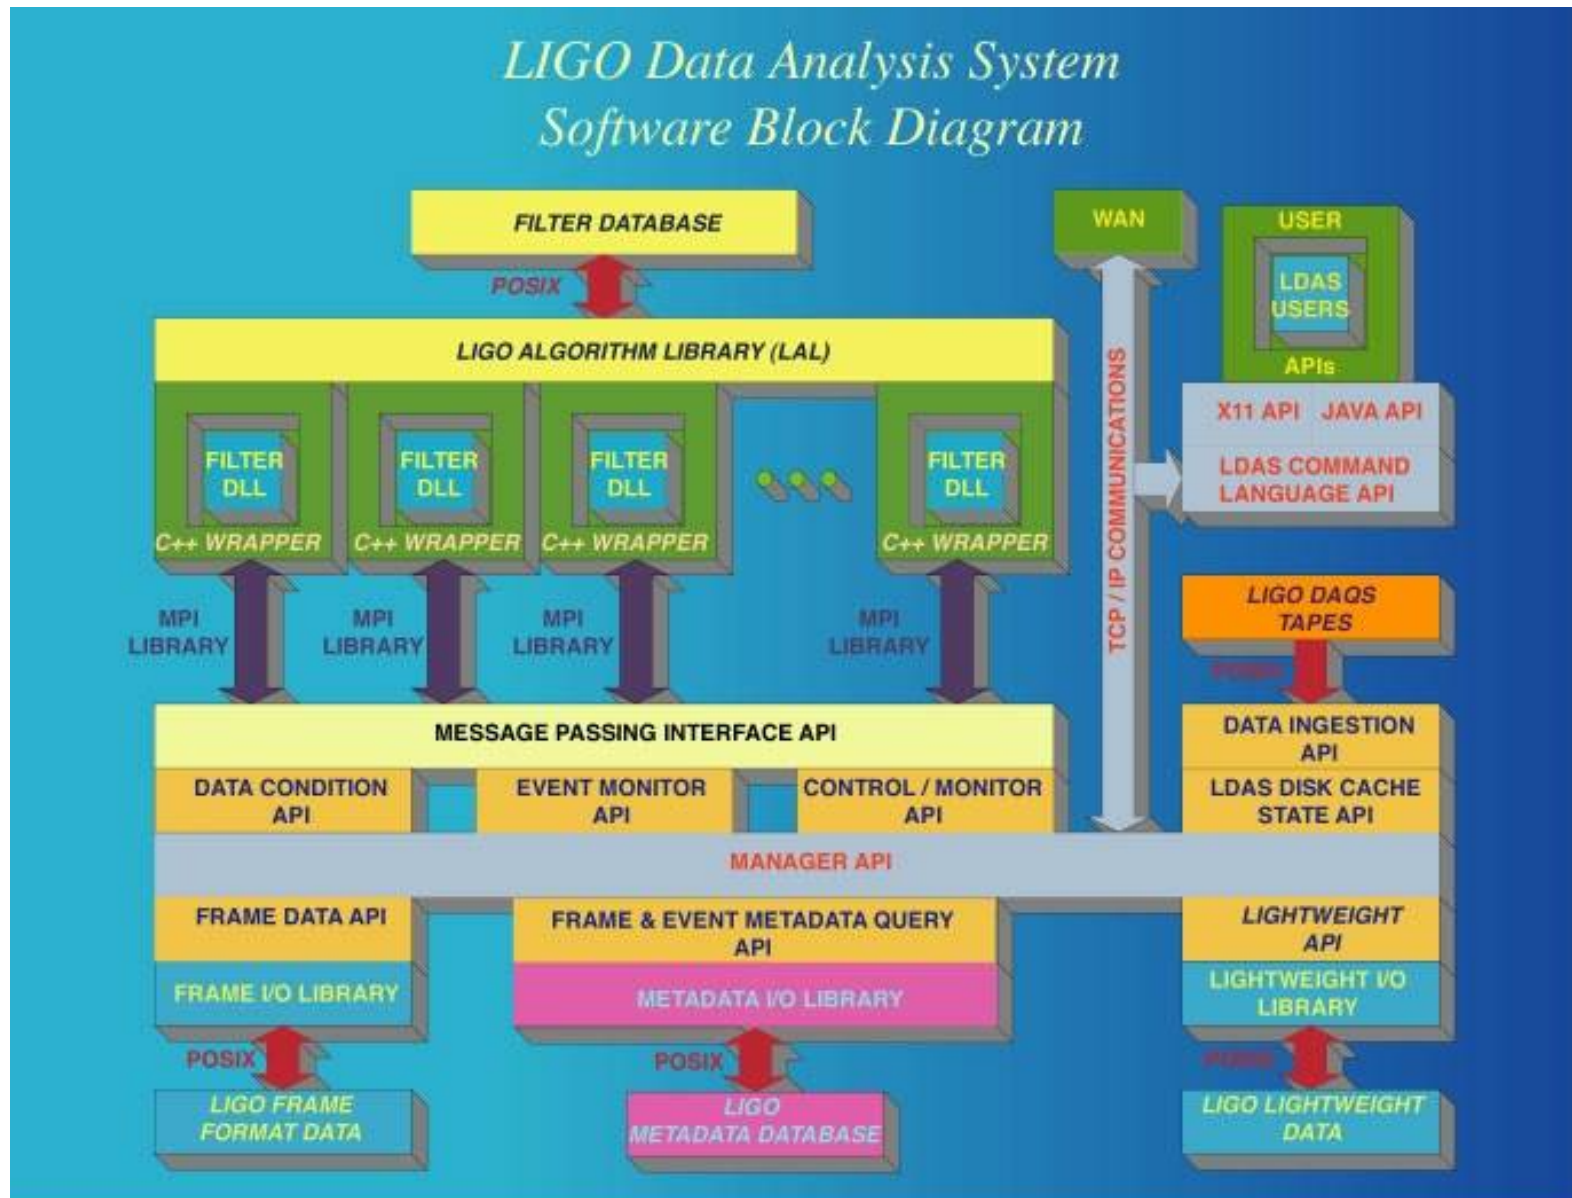 LIGO Data Analysis System
Software Block Diagram
FILTER DATABASE
POSIX
WAN
USER
LDAS
USERS
APIs
LIGO ALGORITHM LIBRARY (LAL)
X11 API
JAVA API
LDAS COMMAND
LANGUAGE API
FILTER
DLL
C++ WRAPPER
FILTER
DLL
C++ WRAPPER
FILTER
DLL
C++ WRAPPER
FILTER
DLL
C++ WRAPPER
TCP / IP COMMUNICATIONS
MPI
LIBRARY
MPI
LIBRARY
MPI
LIBRARY
MPI
LIBRARY
LIGO DAQS
TAPES
POSIX
MESSAGE PASSING INTERFACE API
DATA INGESTION
API
DATA CONDITION
API
EVENT MONITOR
API
CONTROL / MONITOR
API
LDAS DISK CACHE
STATE API
MANAGER API
FRAME DATA API
FRAME & EVENT METADATA QUERY
API
LIGHTWEIGHT
API
FRAME I/O LIBRARY
METADATA I/O LIBRARY
LIGHTWEIGHT I/O
LIBRARY
POSIX
POSIX
POSIX
LIGO FRAME
FORMAT DATA
LIGO
METADATA DATABASE
LIGO LIGHTWEIGHT
DATA